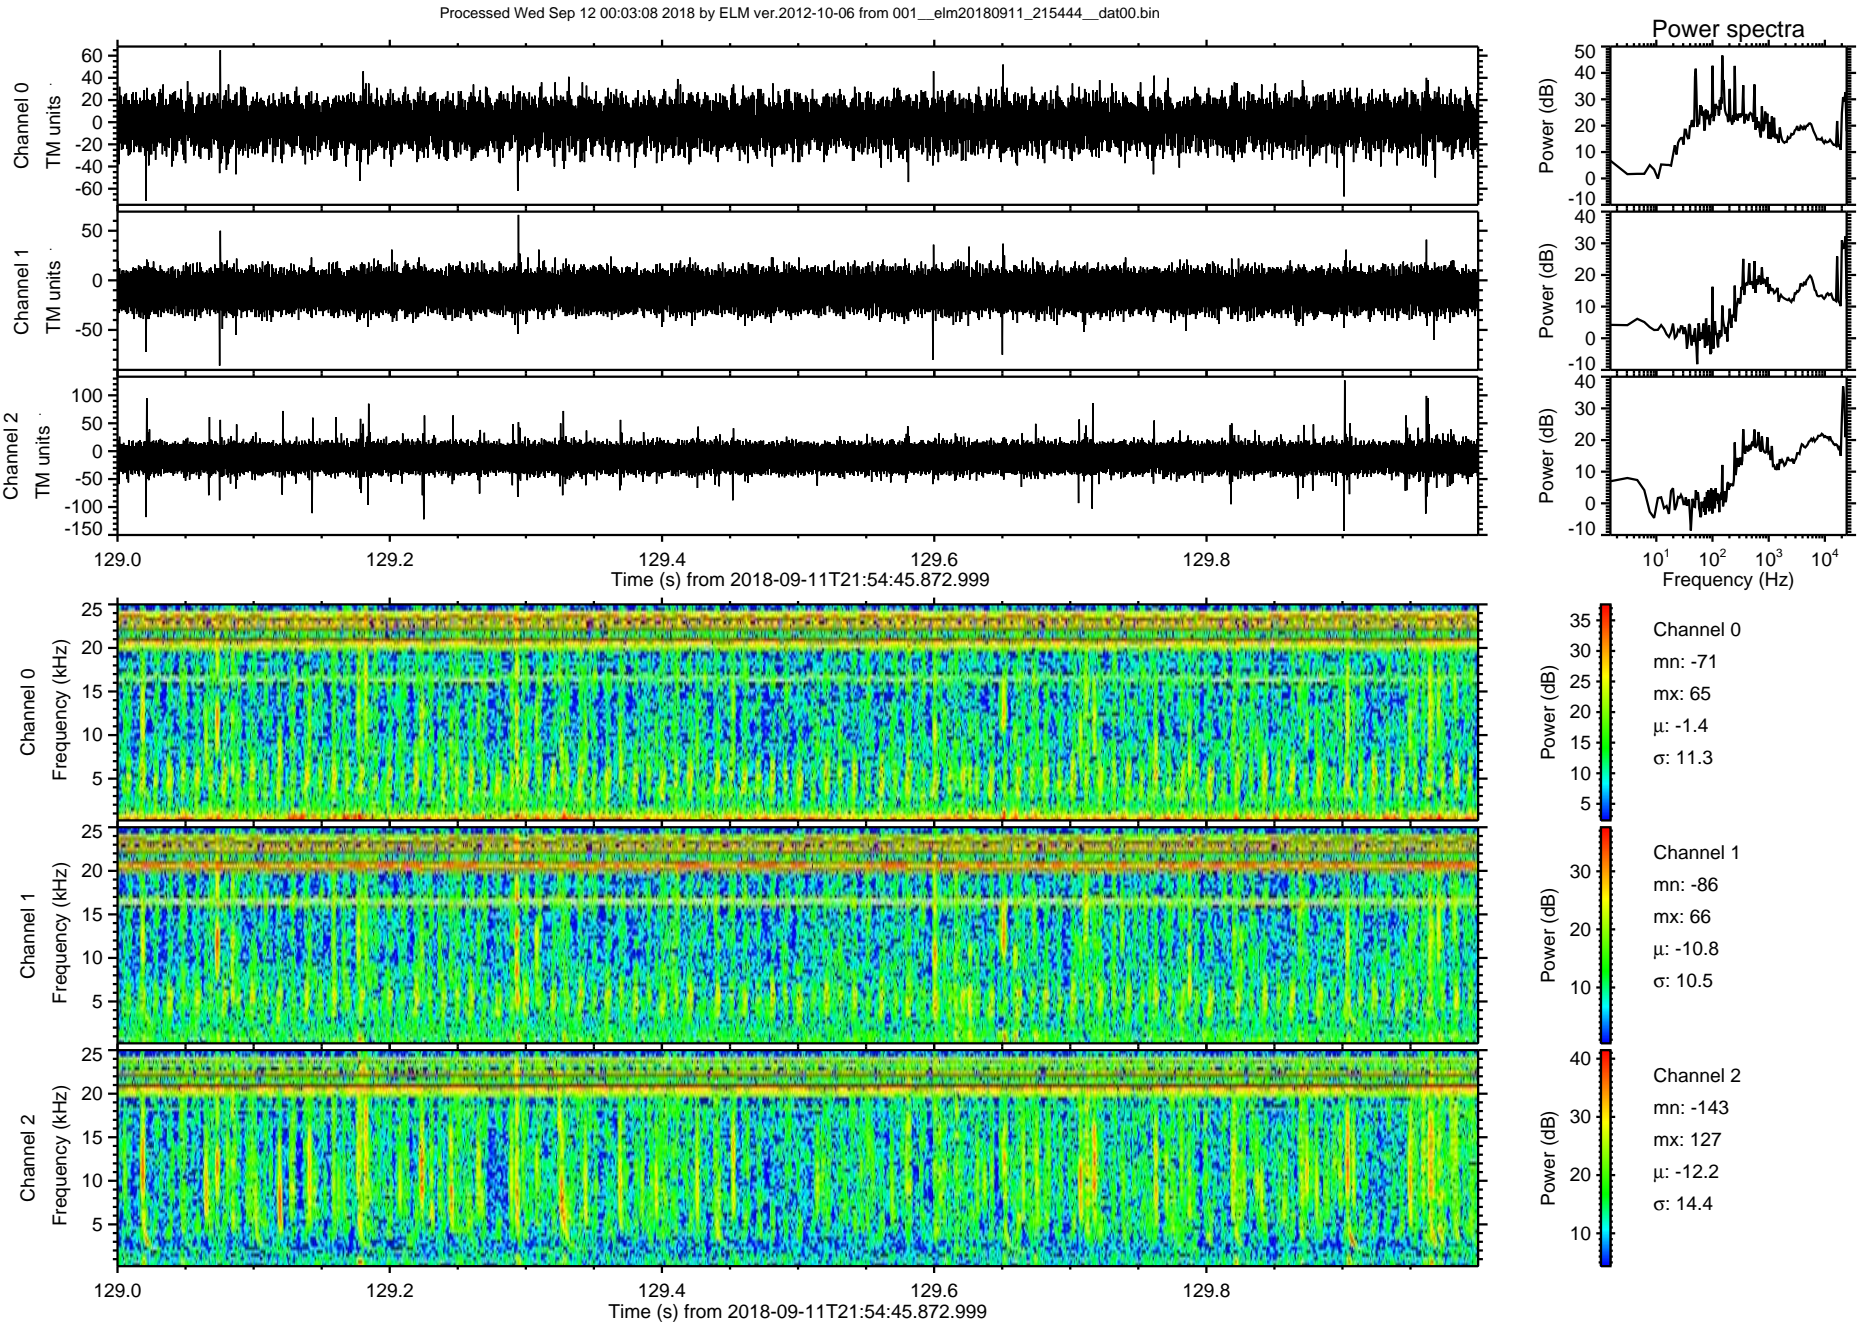 Processed Wed Sep 12 00:03:08 2018 by ELM ver.2012-10-06 from 001__elm20180911_215444__dat00.bin
Power spectra
Channel 0
TM units
60
40
20
0
-20
-40
-60
Power (dB)
50
40
30
20
10
0
-10
Channel 1
TM units
50
0
-50
Power (dB)
40
30
20
10
0
-10
Channel 2
TM units
100
50
0
-50
-100
-150
Power (dB)
40
30
20
10
0
-10
129.0 129.2 129.4 129.6 129.8
Time (s) from 2018-09-11T21:54:45.872.999
10¹ 10² 10³ 10⁴
Frequency (Hz)
Channel 0
Frequency (kHz)
25
20
15
10
5
Power (dB)
35
30
25
20
15
10
5
Channel 0
mn: -71
mx: 65
μ: -1.4
σ: 11.3
Channel 1
Frequency (kHz)
25
20
15
10
5
Power (dB)
30
20
10
Channel 1
mn: -86
mx: 66
μ: -10.8
σ: 10.5
Channel 2
Frequency (kHz)
25
20
15
10
5
Power (dB)
40
30
20
10
Channel 2
mn: -143
mx: 127
μ: -12.2
σ: 14.4
129.0 129.2 129.4 129.6 129.8
Time (s) from 2018-09-11T21:54:45.872.999